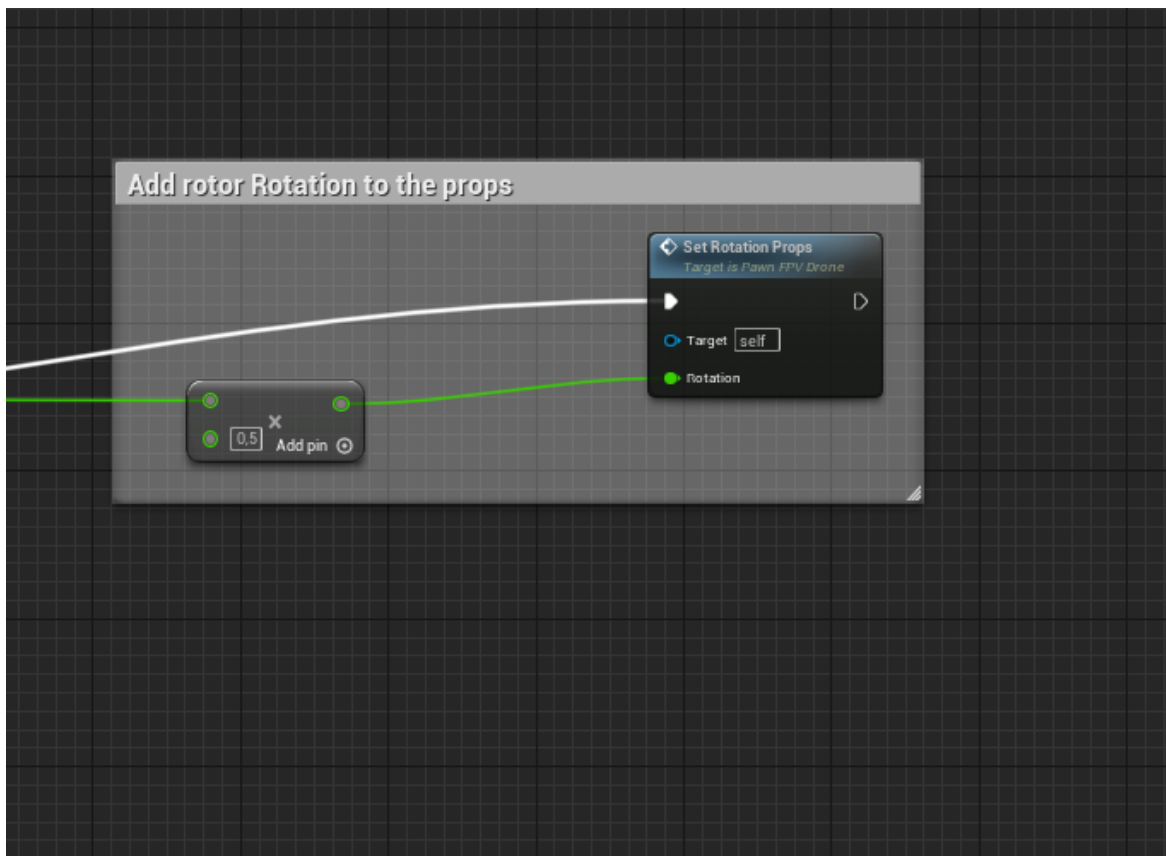 Add rotor Rotation to the props
Set Rotation Props
Target is Pawn FPV Drone
Target self
Rotation
0,5
Add pin